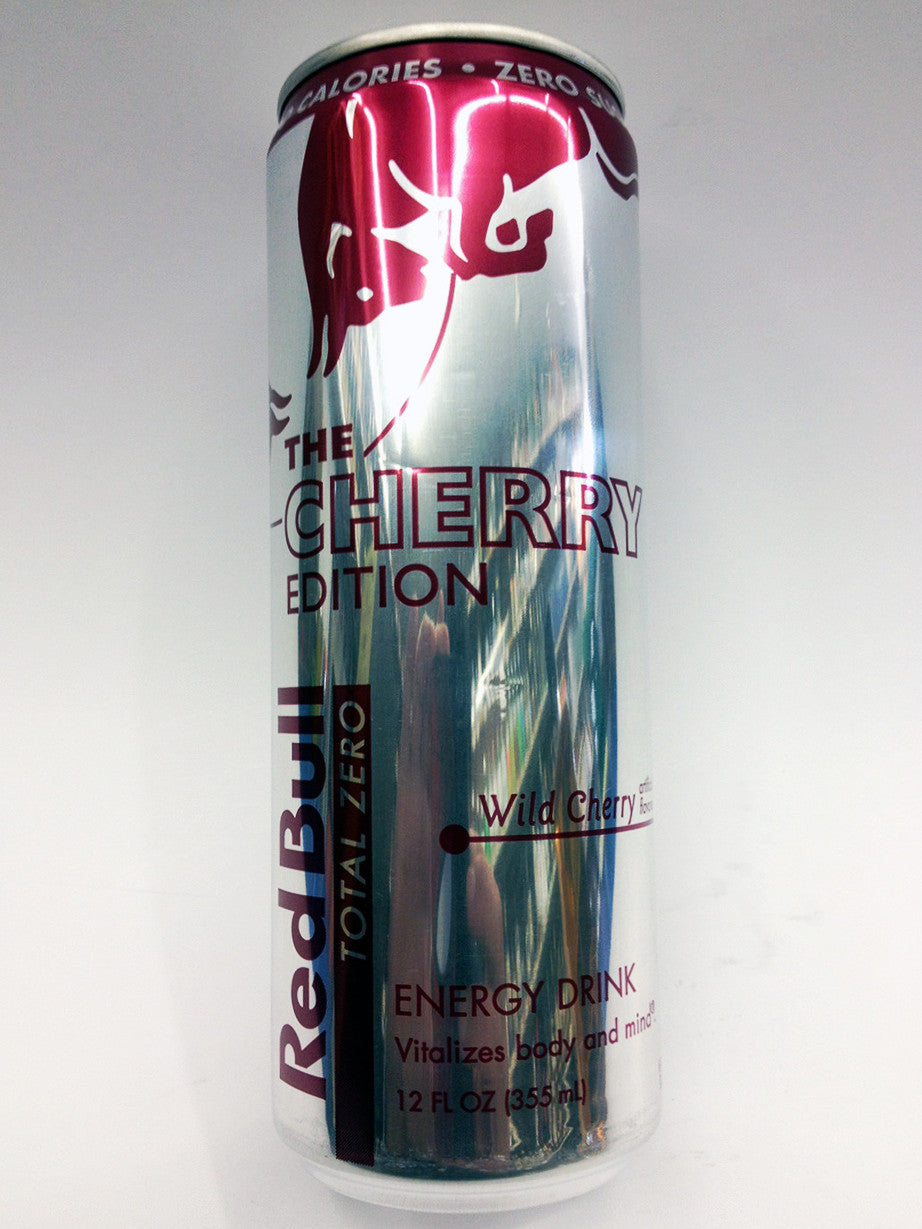 CALORIES • ZERO
THE
CHERRY
EDITION
Red Bull
TOTAL ZERO
Wild Cherry
ENERGY DRINK
Vitalizes body and mind®.
12 FL OZ (355 mL)